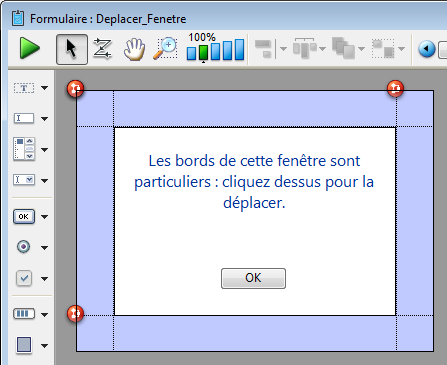 Formulaire : Deplacer_Fenetre
100%
Les bords de cette fenêtre sont
particuliers : cliquez dessus pour la
déplacer.
OK
OK